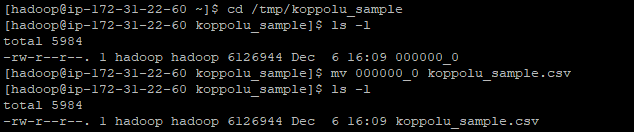 [hadoop@ip-172-31-22-60 ~]$ cd /tmp/koppolu_sample
[hadoop@ip-172-31-22-60 koppolu_sample]$ ls -l
total 5984
-rw-r--r--. 1 hadoop hadoop 6126944 Dec  6 16:09 000000_0
[hadoop@ip-172-31-22-60 koppolu_sample]$ mv 000000_0 koppolu_sample.csv
[hadoop@ip-172-31-22-60 koppolu_sample]$ ls -l
total 5984
-rw-r--r--. 1 hadoop hadoop 6126944 Dec  6 16:09 koppolu_sample.csv